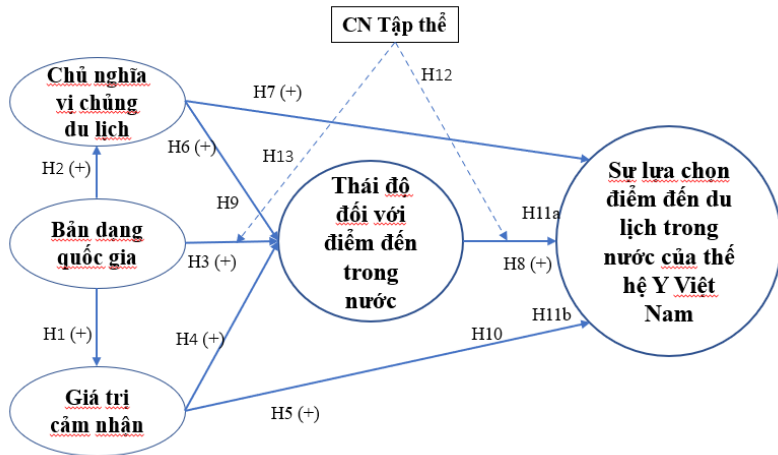 CN Tập thể
Chủ nghĩa
vị chủng
du lịch
H7 (+)
H12
H6 (+)
H13
H2 (+)
H9
Bản dạng
quốc gia
H3 (+)
Thái độ
đối với
điểm đến
trong
nước
H11a
H8 (+)
Sự lựa chọn
điểm đến du
lịch trong
nước của thế
hệ Y Việt
Nam
H1 (+)
H4 (+)
H10
H11b
Giá trị
cảm nhận
H5 (+)